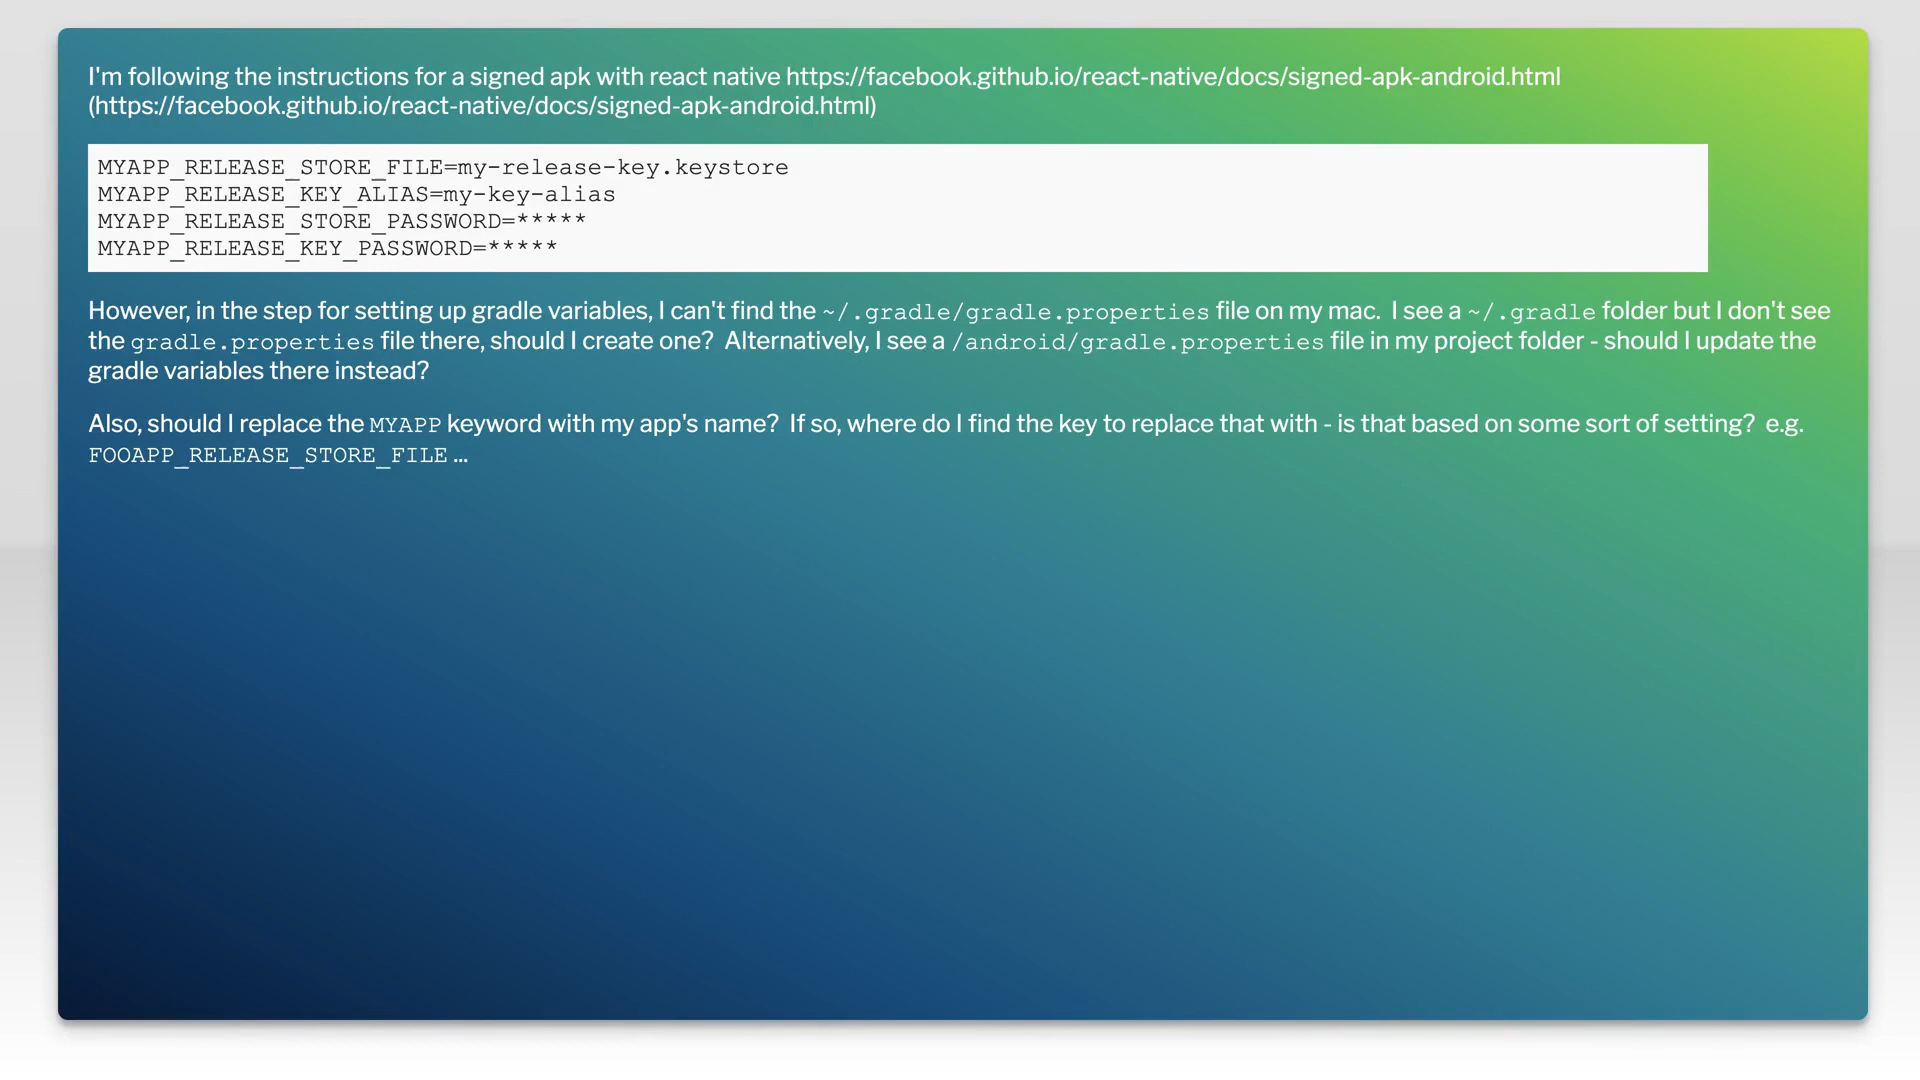 I'm following the instructions for a signed apk with react native https://facebook.github.io/react-native/docs/signed-apk-android.html
(https://facebook.github.io/react-native/docs/signed-apk-android.html)
MYAPP_RELEASE_STORE_FILE=my-release-key.keystore
MYAPP_RELEASE_KEY_ALIAS=my-key-alias
MYAPP_RELEASE_STORE_PASSWORD=*****
MYAPP_RELEASE_KEY_PASSWORD=*****
However, in the step for setting up gradle variables, I can't find the ~/.gradle/gradle.properties file on my mac.  I see a ~/.gradle folder but I don't see
the gradle.properties file there, should I create one?  Alternatively, I see a /android/gradle.properties file in my project folder - should I update the
gradle variables there instead?
Also, should I replace the MYAPP keyword with my app's name?  If so, where do I find the key to replace that with - is that based on some sort of setting?  e.g.
FOOAPP_RELEASE_STORE_FILE ...